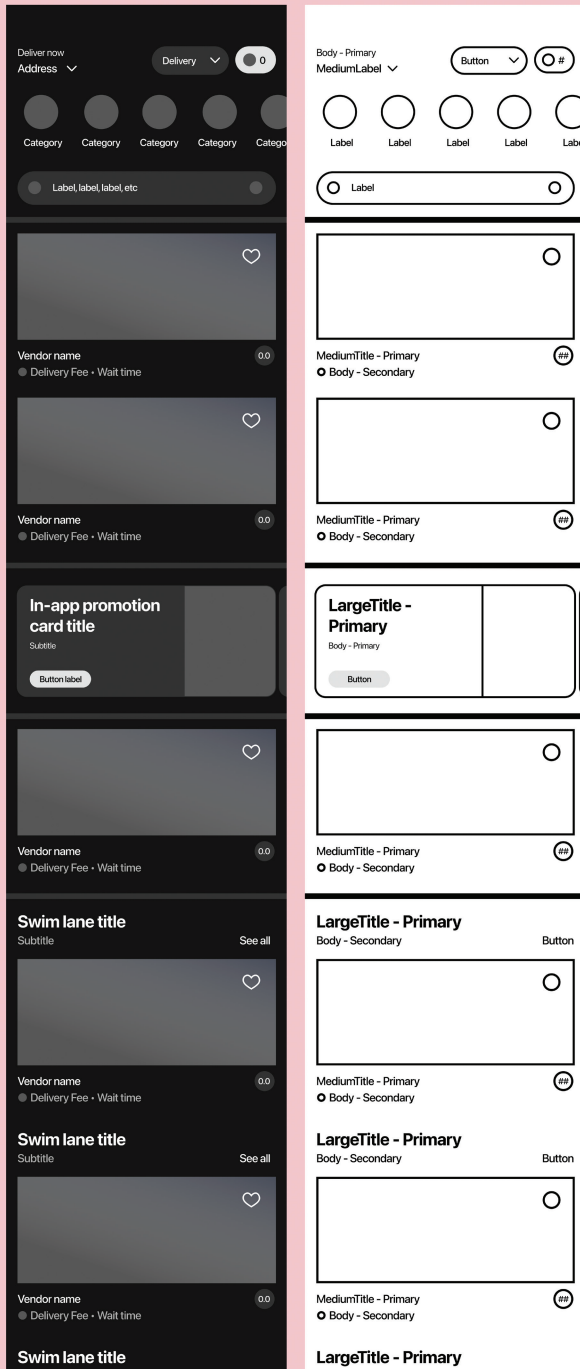 Deliver now
Address
Delivery
0
Category
Category
Category
Category
Catego
Label, label, label, etc
Vendor name
0.0
Delivery Fee • Wait time
Vendor name
0.0
Delivery Fee • Wait time
In-app promotion
card title
Subtitle
Button label
Vendor name
0.0
Delivery Fee • Wait time
Swim lane title
Subtitle
See all
Vendor name
0.0
Delivery Fee • Wait time
Swim lane title
Subtitle
See all
Vendor name
0.0
Delivery Fee • Wait time
Swim lane title
Body - Primary
MediumLabel
Button
#
Label
Label
Label
Label
Labe
Label
MediumTitle - Primary
##
Body - Secondary
MediumTitle - Primary
##
Body - Secondary
LargeTitle -
Primary
Body - Primary
Button
MediumTitle - Primary
##
Body - Secondary
LargeTitle - Primary
Body - Secondary
Button
MediumTitle - Primary
##
Body - Secondary
LargeTitle - Primary
Body - Secondary
Button
MediumTitle - Primary
##
Body - Secondary
LargeTitle - Primary